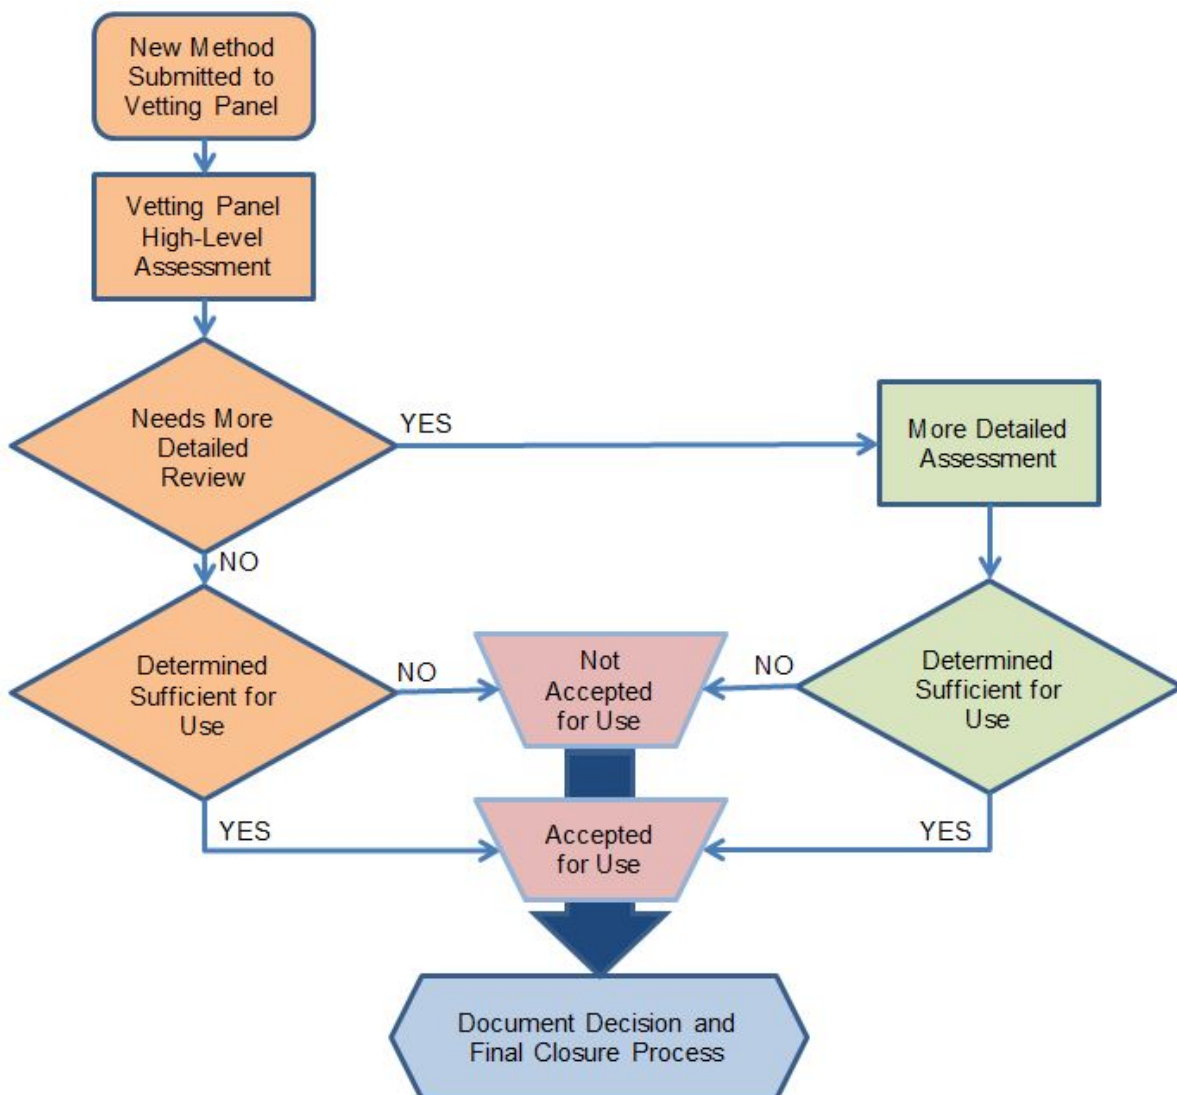 New Method
Submitted to
Vetting Panel
Vetting Panel
High-Level
Assessment
Needs More
Detailed
Review
YES
More Detailed
Assessment
NO
Determined
Sufficient for
Use
NO
Not
Accepted
for Use
NO
Determined
Sufficient for
Use
YES
Accepted
for Use
YES
Document Decision and
Final Closure Process